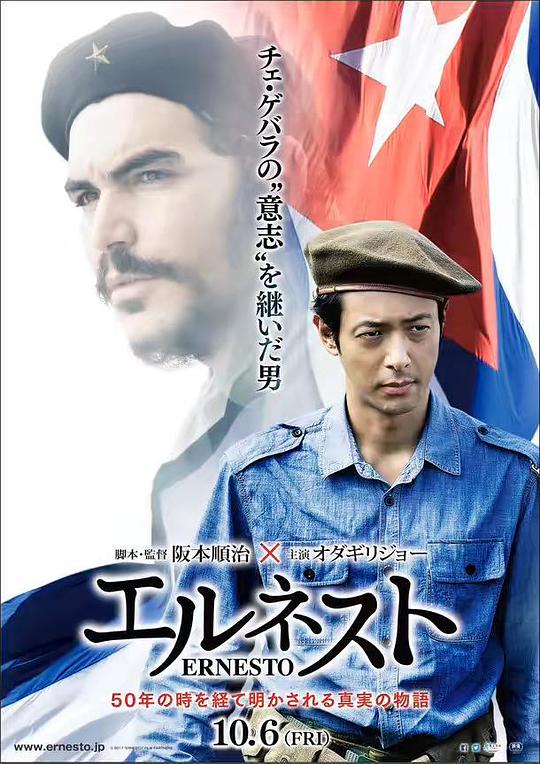 チェ・ゲバラの”意志“を継いだ男
脚本・監督 阪本順治 × 主演 オダギリジョー
エルネスト
ERNESTO
50年の時を経て明かされる真実の物語
10.6(FRI)
www.ernesto.jp